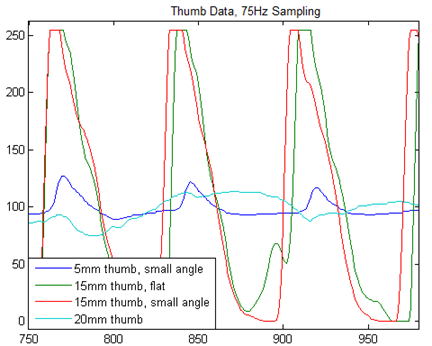 Thumb Data, 75Hz Sampling
250
200
150
100
50
0
5mm thumb, small angle
15mm thumb, flat
15mm thumb, small angle
20mm thumb
750
800
850
900
950